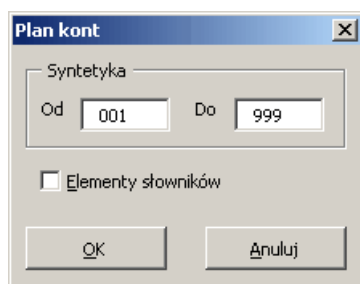 Plan kont
Syntetyka
Od 001 Do 999
Elementy słowników
OK Anuluj